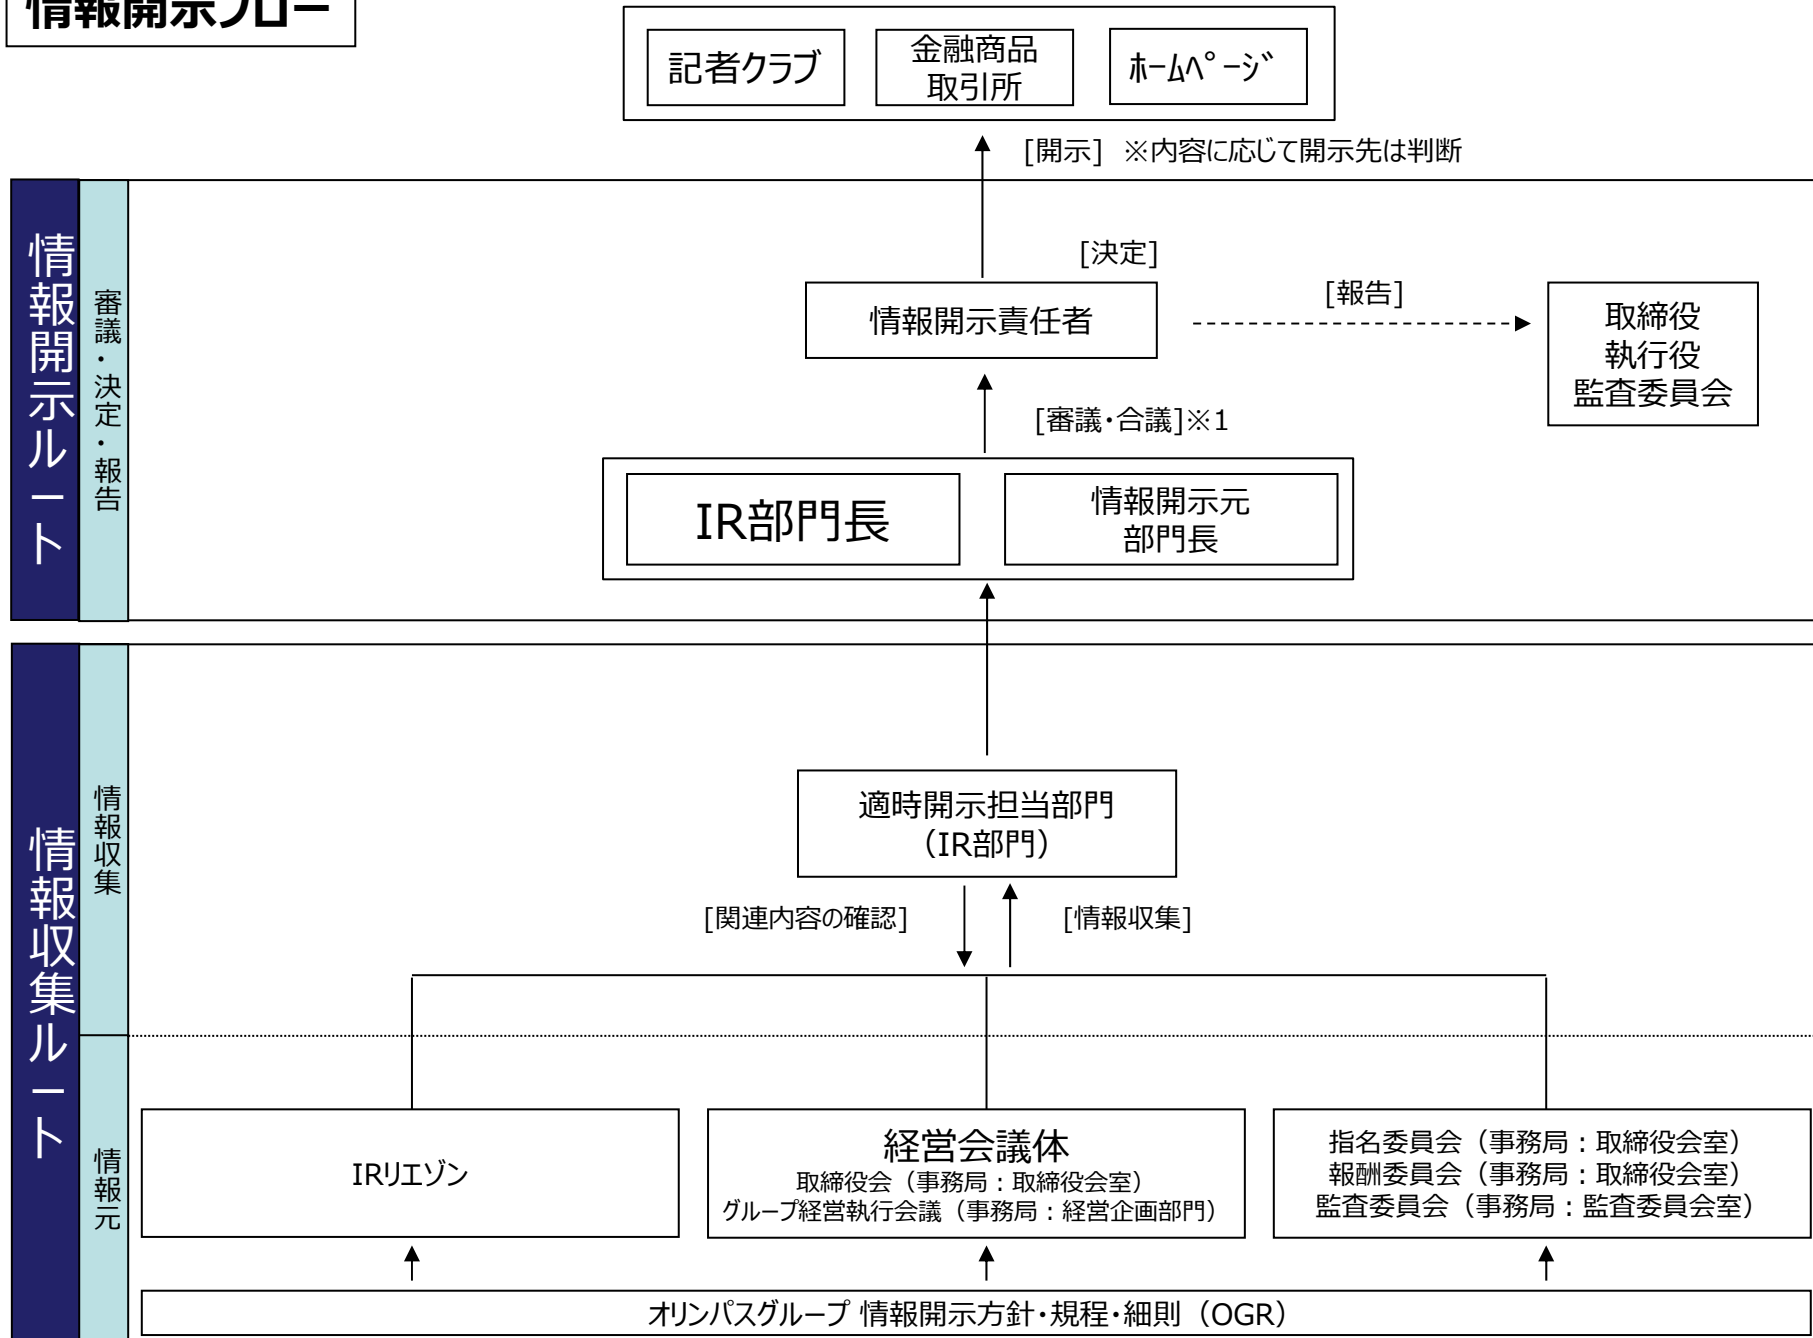 情報開示フロー
記者クラブ
金融商品
取引所
ホームページ
[開示] ※内容に応じて開示先は判断
情報開示ルート
審議・決定・報告
[決定]
情報開示責任者
[報告]
取締役
執行役
監査委員会
[審議・合議]※1
IR部門長
情報開示元
部門長
情報収集ルート
情報収集
適時開示担当部門
（IR部門）
[関連内容の確認]
[情報収集]
情報元
IRリエゾン
経営会議体
取締役会（事務局：取締役会室）
グループ経営執行会議（事務局：経営企画部門）
指名委員会（事務局：取締役会室）
報酬委員会（事務局：取締役会室）
監査委員会（事務局：監査委員会室）
オリンパスグループ 情報開示方針・規程・細則（OGR）